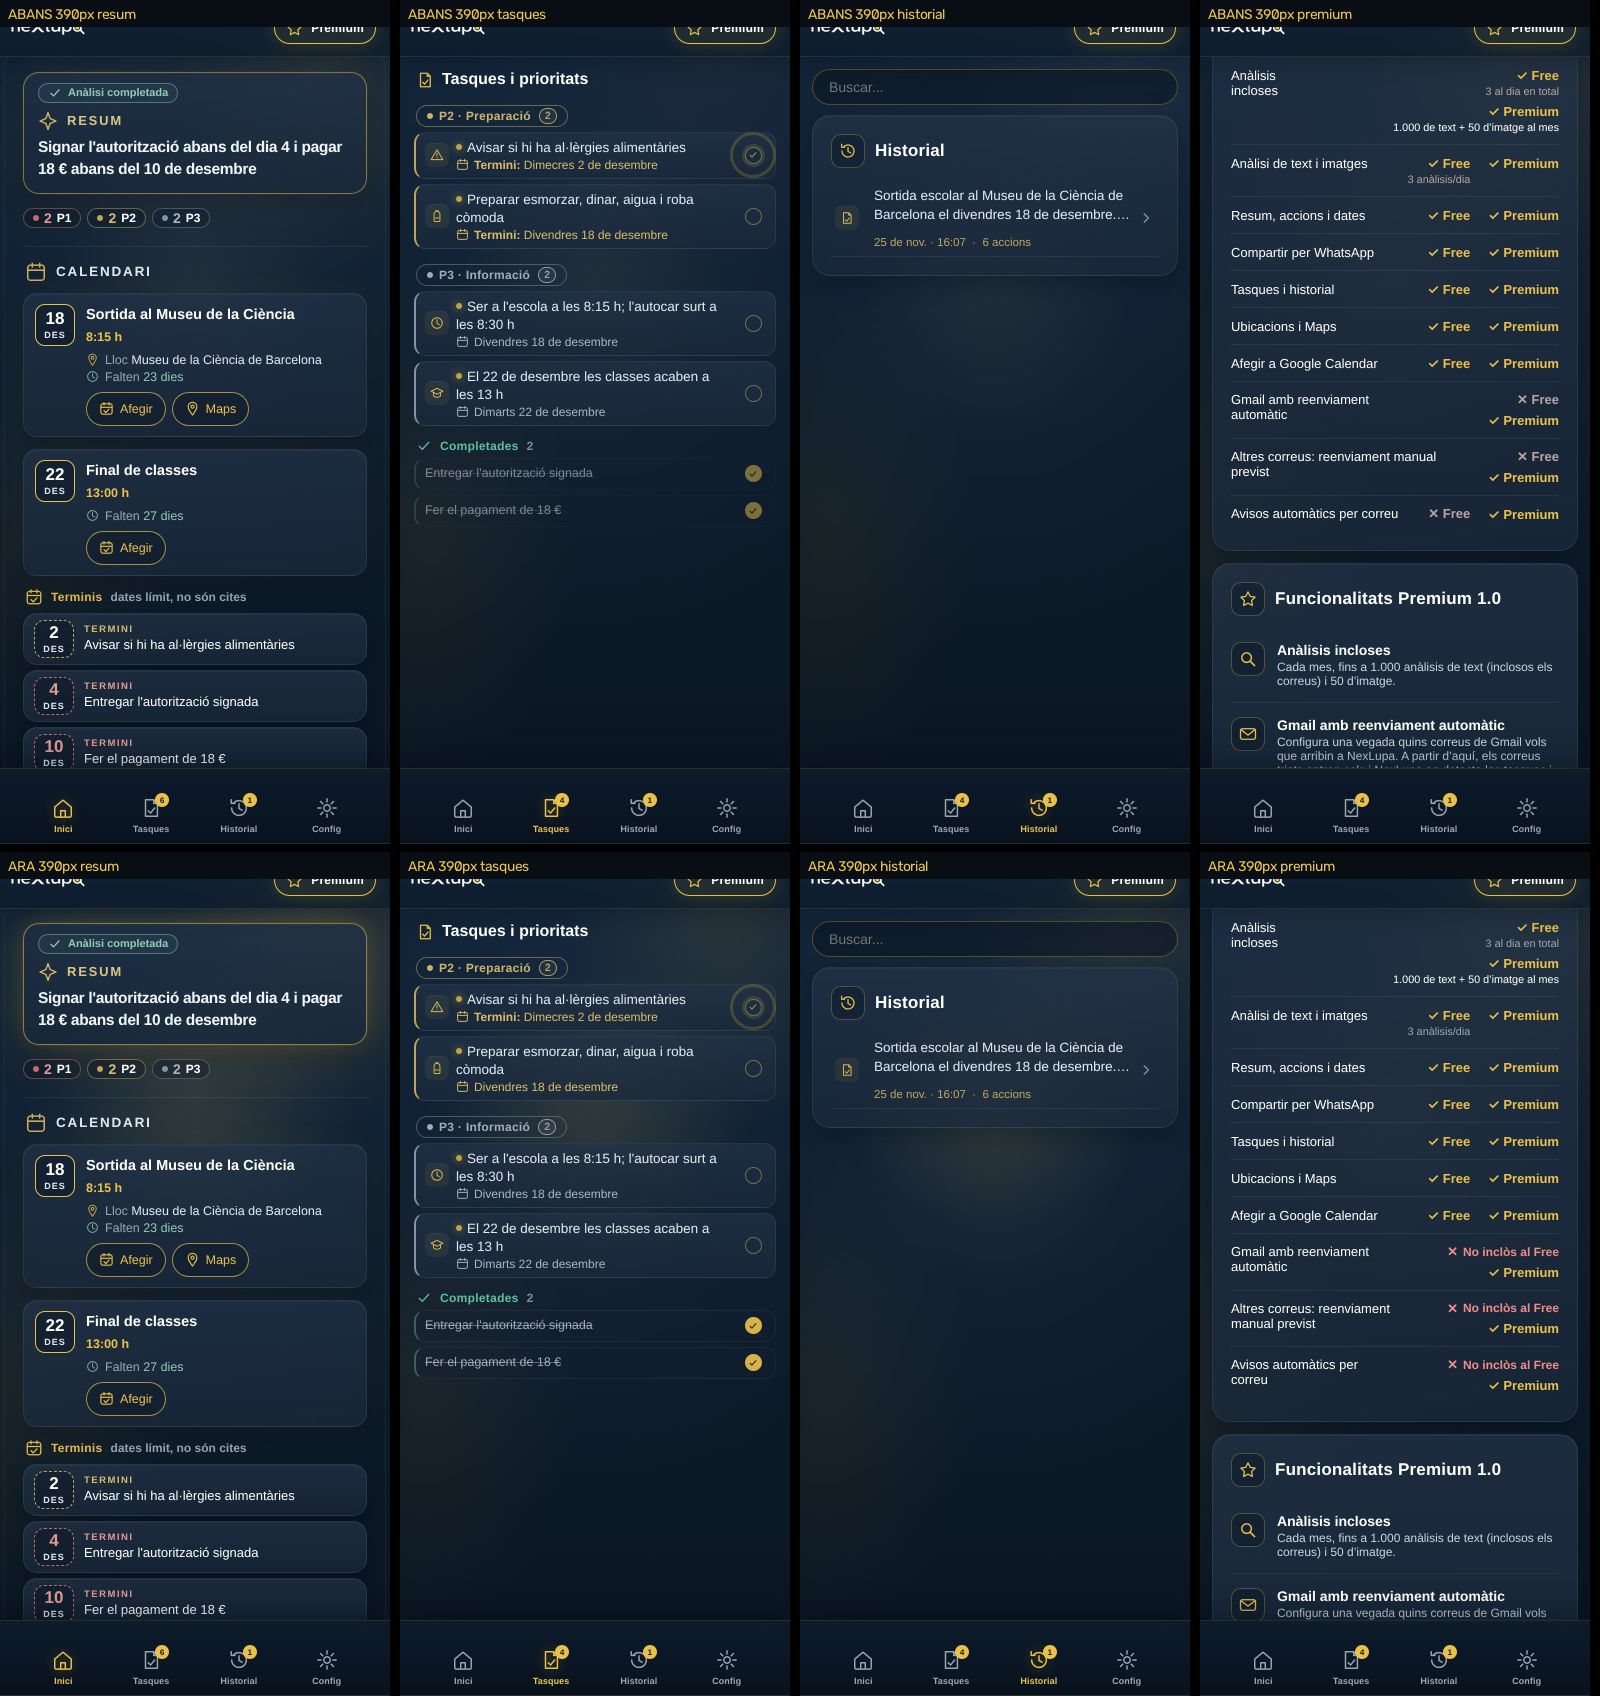 ABANS 390px resum
nexlupa
Premium
Anàlisi completada
RESUM
Signar l'autorització abans del dia 4 i pagar
18 € abans del 10 de desembre
2 P1
2 P2
2 P3
CALENDARI
18
DES
Sortida al Museu de la Ciència
8:15 h
Lloc Museu de la Ciència de Barcelona
Falten 23 dies
Afegir
Maps
22
DES
Final de classes
13:00 h
Falten 27 dies
Afegir
Terminis dates límit, no són cites
2
DES
TERMINI
Avisar si hi ha al·lèrgies alimentàries
4
DES
TERMINI
Entregar l'autorització signada
10
DES
TERMINI
Fer el pagament de 18 €
6
1
Inici
Tasques
Historial
Config
ABANS 390px tasques
nexlupa
Premium
Tasques i prioritats
P2 · Preparació 2
Avisar si hi ha al·lèrgies alimentàries
Termini: Dimecres 2 de desembre
Preparar esmorzar, dinar, aigua i roba
còmoda
Termini: Divendres 18 de desembre
P3 · Informació 2
Ser a l'escola a les 8:15 h; l'autocar surt a
les 8:30 h
Divendres 18 de desembre
El 22 de desembre les classes acaben a
les 13 h
Dimarts 22 de desembre
Completades 2
Entregar l'autorització signada
Fer el pagament de 18 €
4
1
Inici
Tasques
Historial
Config
ABANS 390px historial
nexlupa
Premium
Buscar...
Historial
Sortida escolar al Museu de la Ciència de
Barcelona el divendres 18 de desembre....
25 de nov. · 16:07 · 6 accions
4
1
Inici
Tasques
Historial
Config
ABANS 390px premium
nexlupa
Premium
Anàlisis
incloses
Free
3 al dia en total
Premium
1.000 de text + 50 d'imatge al mes
Anàlisi de text i imatges
Free
3 anàlisis/dia
Premium
Resum, accions i dates
Free
Premium
Compartir per WhatsApp
Free
Premium
Tasques i historial
Free
Premium
Ubicacions i Maps
Free
Premium
Afegir a Google Calendar
Free
Premium
Gmail amb reenviament
automàtic
Free
Premium
Altres correus: reenviament manual
previst
Free
Premium
Avisos automàtics per correu
Free
Premium
Funcionalitats Premium 1.0
Anàlisis incloses
Cada mes, fins a 1.000 anàlisis de text (inclosos els
correus) i 50 d'imatge.
Gmail amb reenviament automàtic
Configura una vegada quins correus de Gmail vols
que arribin a NexLupa. A partir d'aquí, els correus
4
1
Inici
Tasques
Historial
Config
ARA 390px resum
nexlupa
Premium
Anàlisi completada
RESUM
Signar l'autorització abans del dia 4 i pagar
18 € abans del 10 de desembre
2 P1
2 P2
2 P3
CALENDARI
18
DES
Sortida al Museu de la Ciència
8:15 h
Lloc Museu de la Ciència de Barcelona
Falten 23 dies
Afegir
Maps
22
DES
Final de classes
13:00 h
Falten 27 dies
Afegir
Terminis dates límit, no són cites
2
DES
TERMINI
Avisar si hi ha al·lèrgies alimentàries
4
DES
TERMINI
Entregar l'autorització signada
10
DES
TERMINI
Fer el pagament de 18 €
6
1
Inici
Tasques
Historial
Config
ARA 390px tasques
nexlupa
Premium
Tasques i prioritats
P2 · Preparació 2
Avisar si hi ha al·lèrgies alimentàries
Termini: Dimecres 2 de desembre
Preparar esmorzar, dinar, aigua i roba
còmoda
Divendres 18 de desembre
P3 · Informació 2
Ser a l'escola a les 8:15 h; l'autocar surt a
les 8:30 h
Divendres 18 de desembre
El 22 de desembre les classes acaben a
les 13 h
Dimarts 22 de desembre
Completades 2
Entregar l'autorització signada
Fer el pagament de 18 €
4
1
Inici
Tasques
Historial
Config
ARA 390px historial
nexlupa
Premium
Buscar...
Historial
Sortida escolar al Museu de la Ciència de
Barcelona el divendres 18 de desembre....
25 de nov. · 16:07 · 6 accions
4
1
Inici
Tasques
Historial
Config
ARA 390px premium
nexlupa
Premium
Anàlisis
incloses
Free
3 al dia en total
Premium
1.000 de text + 50 d'imatge al mes
Anàlisi de text i imatges
Free
3 anàlisis/dia
Premium
Resum, accions i dates
Free
Premium
Compartir per WhatsApp
Free
Premium
Tasques i historial
Free
Premium
Ubicacions i Maps
Free
Premium
Afegir a Google Calendar
Free
Premium
Gmail amb reenviament
automàtic
No inclòs al Free
Premium
Altres correus: reenviament
manual previst
No inclòs al Free
Premium
Avisos automàtics per
correu
No inclòs al Free
Premium
Funcionalitats Premium 1.0
Anàlisis incloses
Cada mes, fins a 1.000 anàlisis de text (inclosos els
correus) i 50 d'imatge.
Gmail amb reenviament automàtic
Configura una vegada quins correus de Gmail vols
4
1
Inici
Tasques
Historial
Config